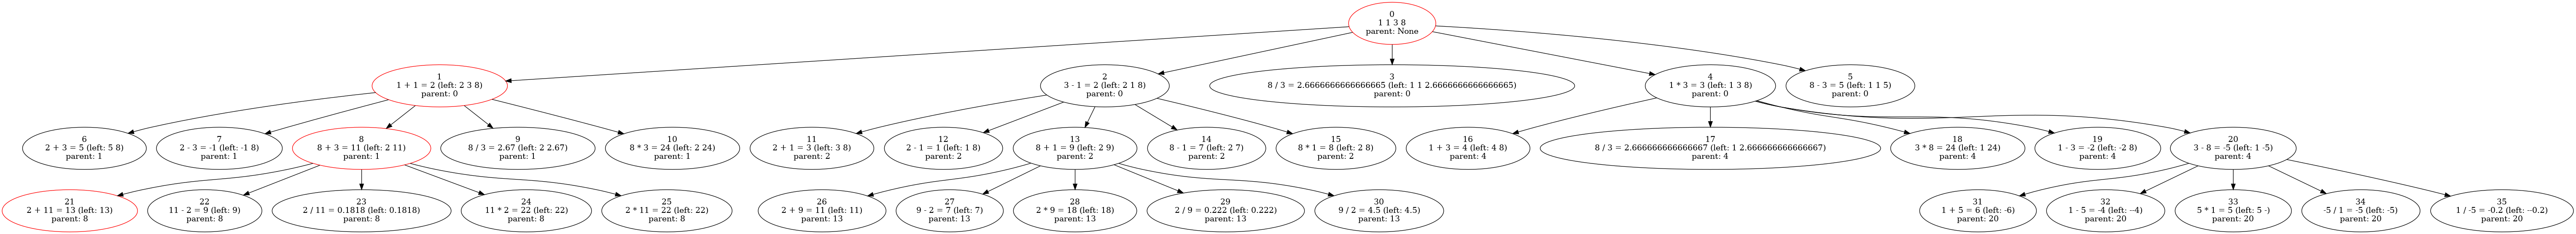 0
1 1 3 8
parent: None
1
1 + 1 = 2 (left: 2 3 8)
parent: 0
2
3 - 1 = 2 (left: 2 1 8)
parent: 0
3
8 / 3 = 2.6666666666666665 (left: 1 1 2.6666666666666665)
parent: 0
4
1 * 3 = 3 (left: 1 3 8)
parent: 0
5
8 - 3 = 5 (left: 1 1 5)
parent: 0
6
2 + 3 = 5 (left: 5 8)
parent: 1
7
2 - 3 = -1 (left: -1 8)
parent: 1
8
8 + 3 = 11 (left: 2 11)
parent: 1
9
8 / 3 = 2.67 (left: 2 2.67)
parent: 1
10
8 * 3 = 24 (left: 2 24)
parent: 1
11
2 + 1 = 3 (left: 3 8)
parent: 2
12
2 - 1 = 1 (left: 1 8)
parent: 2
13
8 + 1 = 9 (left: 2 9)
parent: 2
14
8 - 1 = 7 (left: 2 7)
parent: 2
15
8 * 1 = 8 (left: 2 8)
parent: 2
16
1 + 3 = 4 (left: 4 8)
parent: 4
17
8 / 3 = 2.666666666666667 (left: 1 2.666666666666667)
parent: 4
18
3 * 8 = 24 (left: 1 24)
parent: 4
19
1 - 3 = -2 (left: -2 8)
parent: 4
20
3 - 8 = -5 (left: 1 -5)
parent: 4
21
2 + 11 = 13 (left: 13)
parent: 8
22
11 - 2 = 9 (left: 9)
parent: 8
23
2 / 11 = 0.1818 (left: 0.1818)
parent: 8
24
11 * 2 = 22 (left: 22)
parent: 8
25
2 * 11 = 22 (left: 22)
parent: 8
26
2 + 9 = 11 (left: 11)
parent: 13
27
9 - 2 = 7 (left: 7)
parent: 13
28
2 * 9 = 18 (left: 18)
parent: 13
29
2 / 9 = 0.222 (left: 0.222)
parent: 13
30
9 / 2 = 4.5 (left: 4.5)
parent: 13
31
1 + 5 = 6 (left: -6)
parent: 20
32
1 - 5 = -4 (left: --4)
parent: 20
33
5 * 1 = 5 (left: 5 -)
parent: 20
34
-5 / 1 = -5 (left: -5)
parent: 20
35
1 / -5 = -0.2 (left: --0.2)
parent: 20